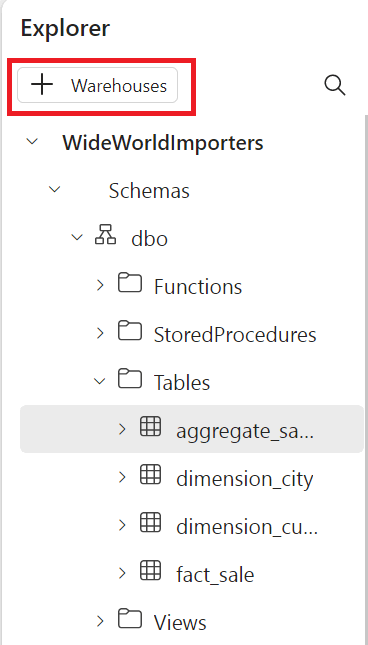 Explorer
+ Warehouses
WideWorldImporters
Schemas
dbo
Functions
StoredProcedures
Tables
aggregate_sa...
dimension_city
dimension_cu...
fact_sale
Views